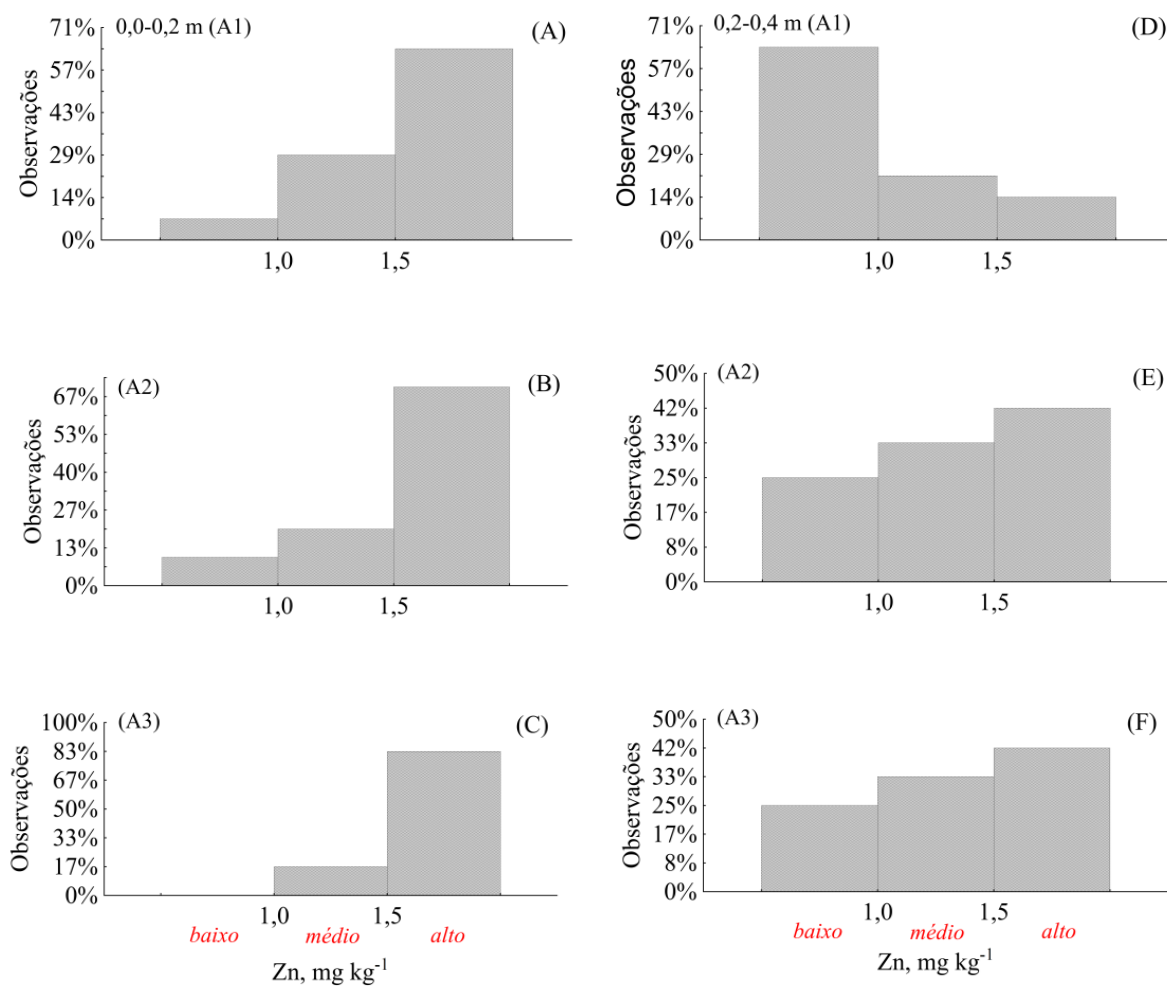 0,0-0,2 m (A1)
(A)
Observações
71%
57%
43%
29%
14%
0%
1,0
1,5
0,2-0,4 m (A1)
(D)
Observações
71%
57%
43%
29%
14%
0%
1,0
1,5
(A2)
(B)
Observações
67%
53%
40%
27%
13%
0%
1,0
1,5
(A2)
(E)
Observações
50%
42%
33%
25%
17%
8%
0%
1,0
1,5
(A3)
(C)
Observações
100%
83%
67%
50%
33%
17%
0%
1,0
1,5
baixo médio alto
Zn, mg kg⁻¹
(A3)
(F)
Observações
50%
42%
33%
25%
17%
8%
0%
1,0
1,5
baixo médio alto
Zn, mg kg⁻¹